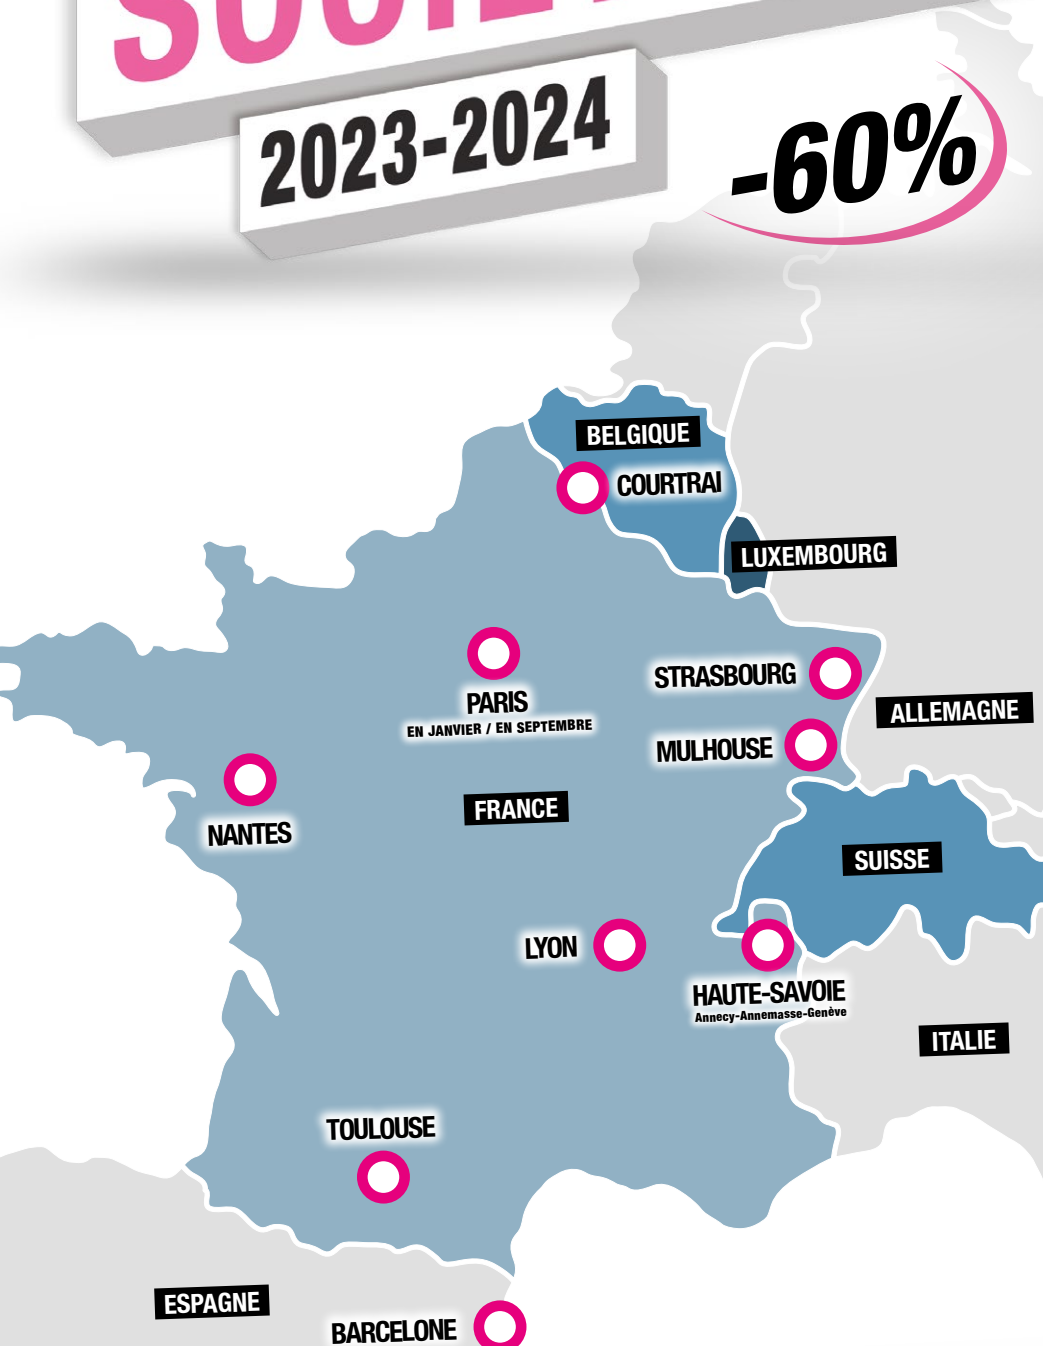 2023-2024
-60%
BELGIQUE
COURTRAI
LUXEMBOURG
PARIS
EN JANVIER / EN SEPTEMBRE
STRASBOURG
ALLEMAGNE
MULHOUSE
NANTES
FRANCE
SUISSE
LYON
HAUTE-SAVOIE
Annecy-Annemasse-Genève
ITALIE
TOULOUSE
ESPAGNE
BARCELONE